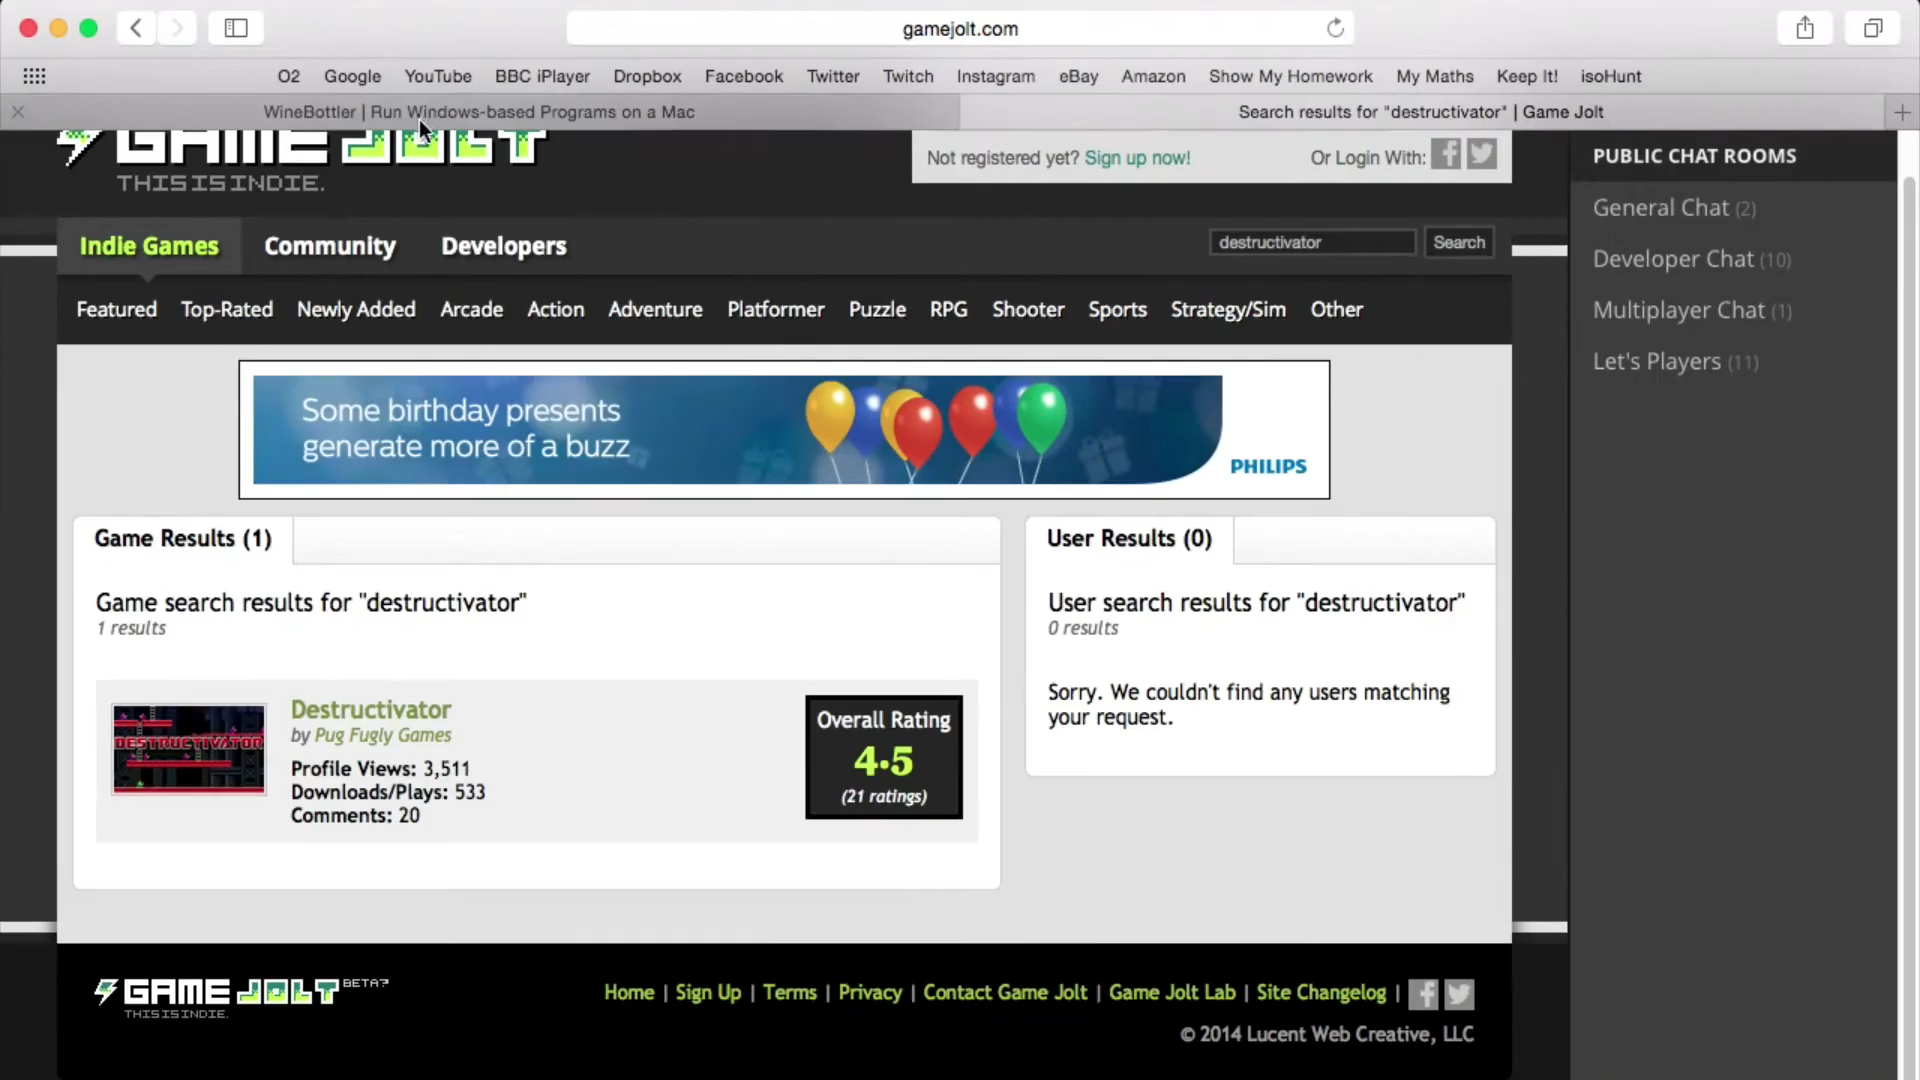 gamejolt.com
O2 Google YouTube BBC iPlayer Dropbox Facebook Twitter Twitch Instagram eBay Amazon Show My Homework My Maths Keep It! isoHunt
WineBottler | Run Windows-based Programs on a Mac
Search results for "destructivator" | Game Jolt
GAME JOLT
THIS IS INDIE.
Not registered yet? Sign up now!
Or Login With:
PUBLIC CHAT ROOMS
General Chat (2)
Developer Chat (10)
Multiplayer Chat (1)
Let's Players (11)
Indie Games Community Developers
destructivator Search
Featured Top-Rated Newly Added Arcade Action Adventure Platformer Puzzle RPG Shooter Sports Strategy/Sim Other
Some birthday presents
generate more of a buzz
PHILIPS
Game Results (1)
Game search results for "destructivator"
1 results
DESTRUCTIVATOR
Destructivator
by Pug Fugly Games
Profile Views: 3,511
Downloads/Plays: 533
Comments: 20
Overall Rating
4.5
(21 ratings)
User Results (0)
User search results for "destructivator"
0 results
Sorry. We couldn't find any users matching
your request.
GAME JOLT BETA?
THIS IS INDIE.
Home | Sign Up | Terms | Privacy | Contact Game Jolt | Game Jolt Lab | Site Changelog |
© 2014 Lucent Web Creative, LLC